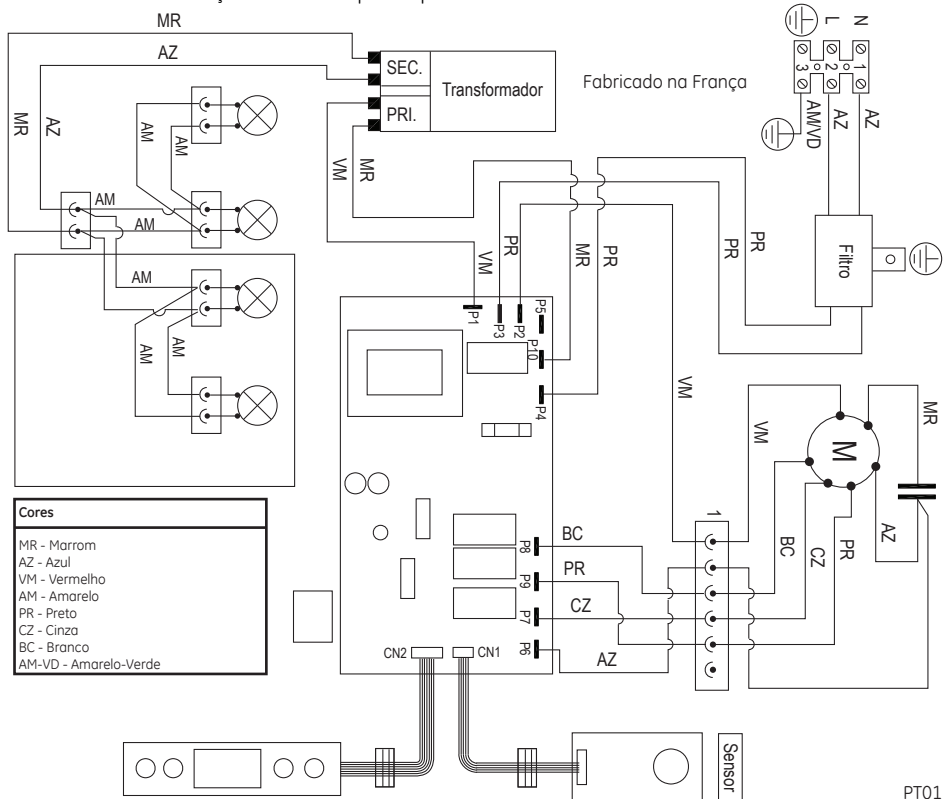 MR
AZ
SEC.
PRI.
Transformador
Fabricado na França
N
L
1
2
3
AM/VD
AZ
AZ
Filtro
MR
AZ
AM
AM
AM
AM
AM
AM
AM
VM
MR
VM
PR
MR
PR
PR
PR
P1
P3
P2
P5
P10
P4
VM
VM
MR
M
AZ
BC
CZ
PR
1
P8
BC
P9
PR
P7
CZ
P6
AZ
CN2
CN1
Cores
MR - Marrom
AZ - Azul
VM - Vermelho
AM - Amarelo
PR - Preto
CZ - Cinza
BC - Branco
AM-VD - Amarelo-Verde
Sensor
PT01